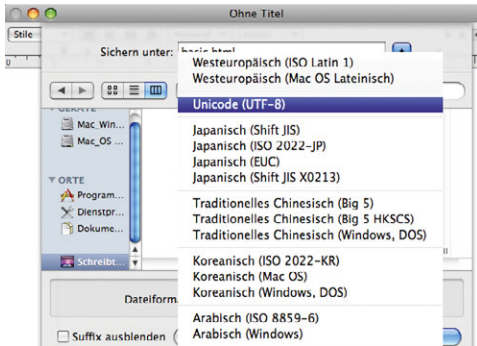 Ohne Titel
Stile
Sichern unter: basic.html
Westeuropäisch (ISO Latin 1)
Westeuropäisch (Mac OS Lateinisch)
Unicode (UTF-8)
Japanisch (Shift JIS)
Japanisch (ISO 2022-JP)
Japanisch (EUC)
Japanisch (Shift JIS X0213)
Traditionelles Chinesisch (Big 5)
Traditionelles Chinesisch (Big 5 HKSCS)
Traditionelles Chinesisch (Windows, DOS)
Koreanisch (ISO 2022-KR)
Koreanisch (Mac OS)
Koreanisch (Windows, DOS)
Arabisch (ISO 8859-6)
Arabisch (Windows)
GERÄTE
Mac_Win...
Mac_OS ...
ORTE
Program...
Dienstpr...
Dokume...
Schreibt...
Dateiform
Suffix ausblenden